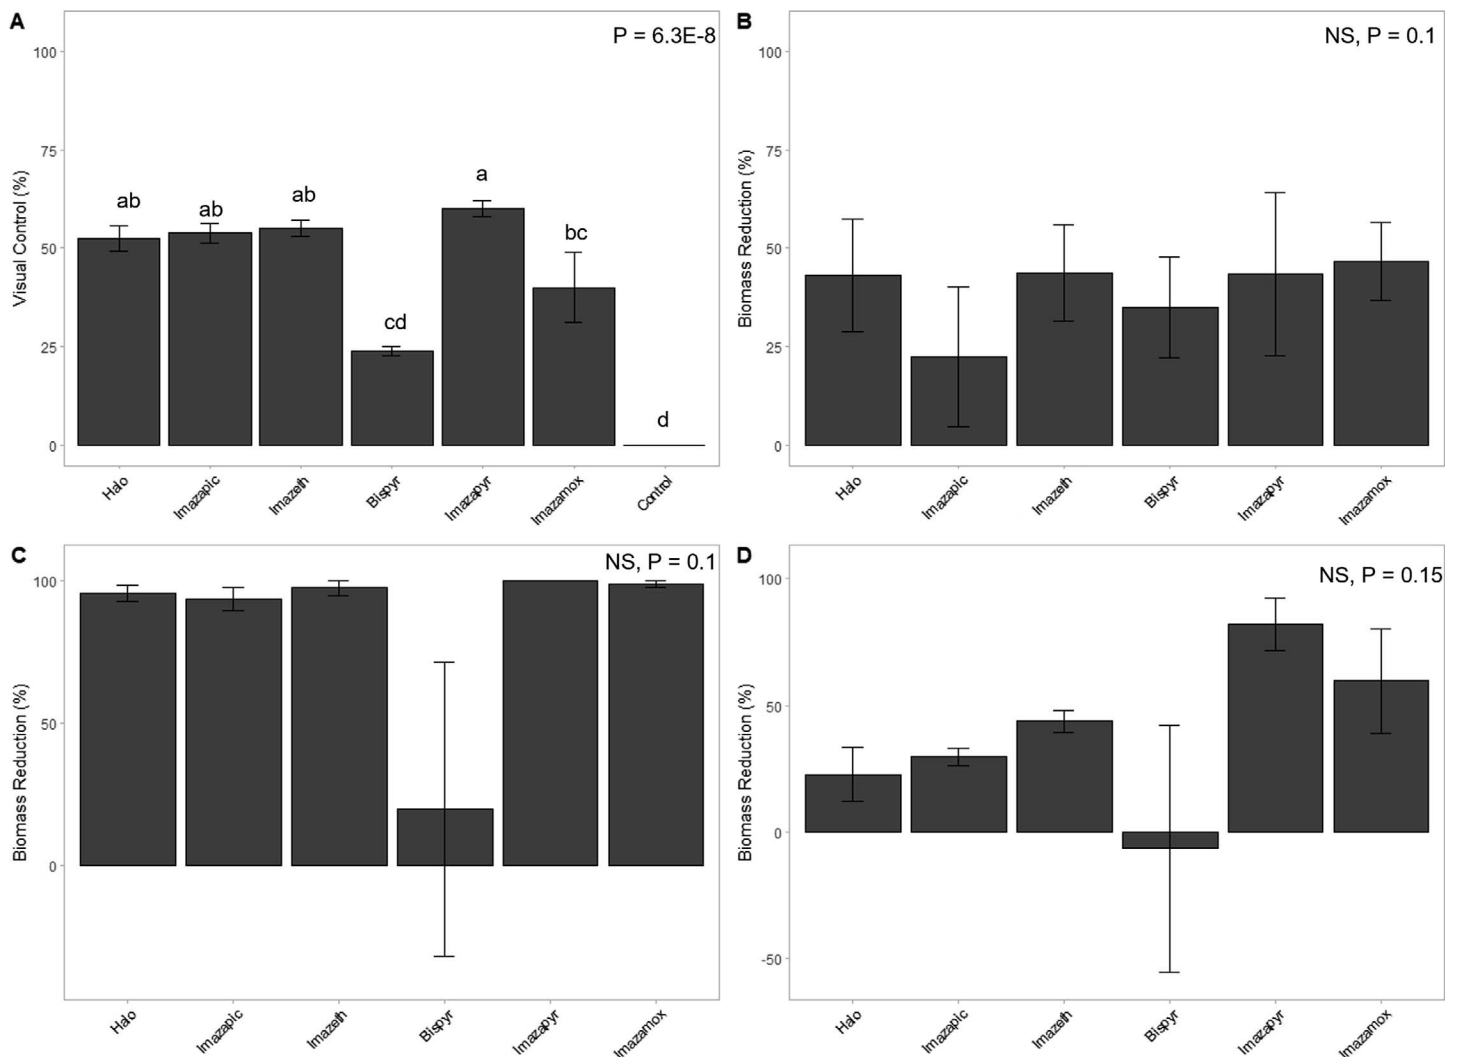 A
P = 6.3E-8
Visual Control (%)
100
75
50
25
0
ab
ab
ab
cd
a
bc
d
Halo
Imazapic
Imazeth
Bispyr
Imazapyr
Imazamox
Control
B
NS, P = 0.1
Biomass Reduction (%)
100
75
50
25
0
Halo
Imazapic
Imazeth
Bispyr
Imazapyr
Imazamox
C
NS, P = 0.1
Biomass Reduction (%)
100
50
0
Halo
Imazapic
Imazeth
Bispyr
Imazapyr
Imazamox
D
NS, P = 0.15
Biomass Reduction (%)
100
50
0
-50
Halo
Imazapic
Imazeth
Bispyr
Imazapyr
Imazamox